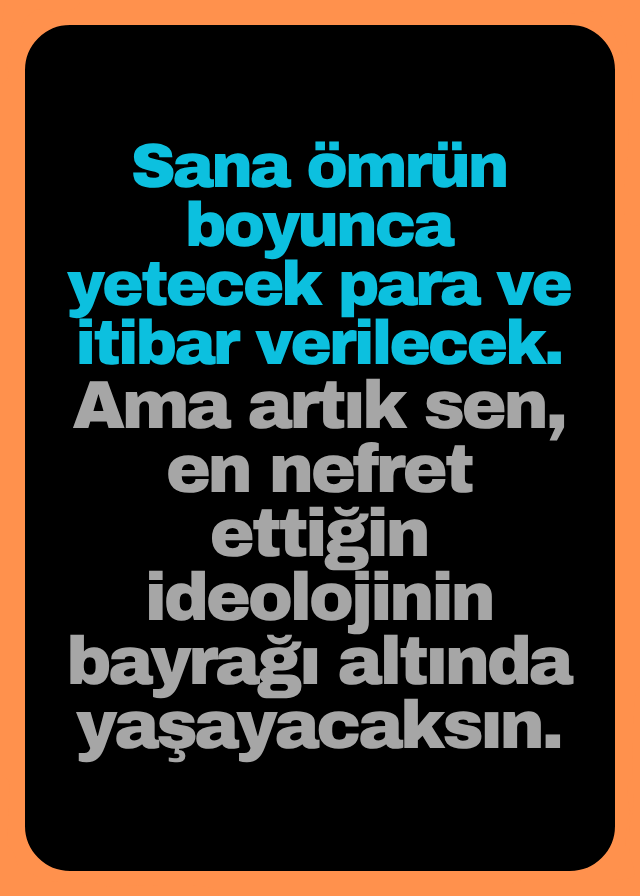 Sana ömrün
boyunca
yetecek para ve
itibar verilecek.
Ama artık sen,
en nefret
ettiğin
ideolojinin
bayrağı altında
yaşayacaksın.